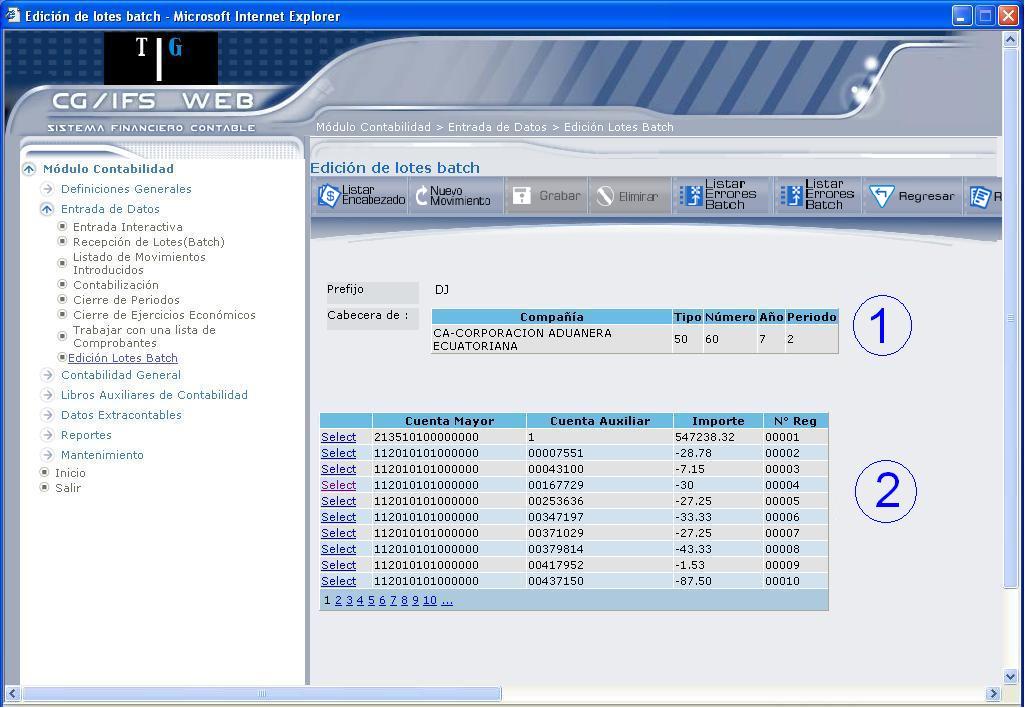 Edición de lotes batch - Microsoft Internet Explorer
T|G
CG/IFS WEB
SISTEMA FINANCIERO CONTABLE
Módulo Contabilidad > Entrada de Datos > Edición Lotes Batch
Módulo Contabilidad
Definiciones Generales
Entrada de Datos
Entrada Interactiva
Recepción de Lotes(Batch)
Listado de Movimientos
Introducidos
Contabilización
Cierre de Periodos
Cierre de Ejercicios Económicos
Trabajar con una lista de
Comprobantes
Edición Lotes Batch
Contabilidad General
Libros Auxiliares de Contabilidad
Datos Extracontables
Reportes
Mantenimiento
Inicio
Salir
Edición de lotes batch
Listar Encabezado
Nuevo Movimiento
Grabar
Elimirar
Listar Errores Batch
Listar Errores Batch
Regresar
R
Prefijo DJ
Cabecera de :
Compañía Tipo Número Año Periodo
CA-CORPORACION ADUANERA
ECUATORIANA 50 60 7 2
1
Cuenta Mayor Cuenta Auxiliar Importe N° Reg
Select 213510100000000 1 547238.32 00001
Select 112010101000000 00007551 -28.78 00002
Select 112010101000000 00043100 -7.15 00003
Select 112010101000000 00167729 -30 00004
Select 112010101000000 00253636 -27.25 00005
Select 112010101000000 00347197 -33.33 00006
Select 112010101000000 00371029 -27.25 00007
Select 112010101000000 00379814 -43.33 00008
Select 112010101000000 00417952 -1.53 00009
Select 112010101000000 00437150 -87.50 00010
1 2 3 4 5 6 7 8 9 10 ...
2